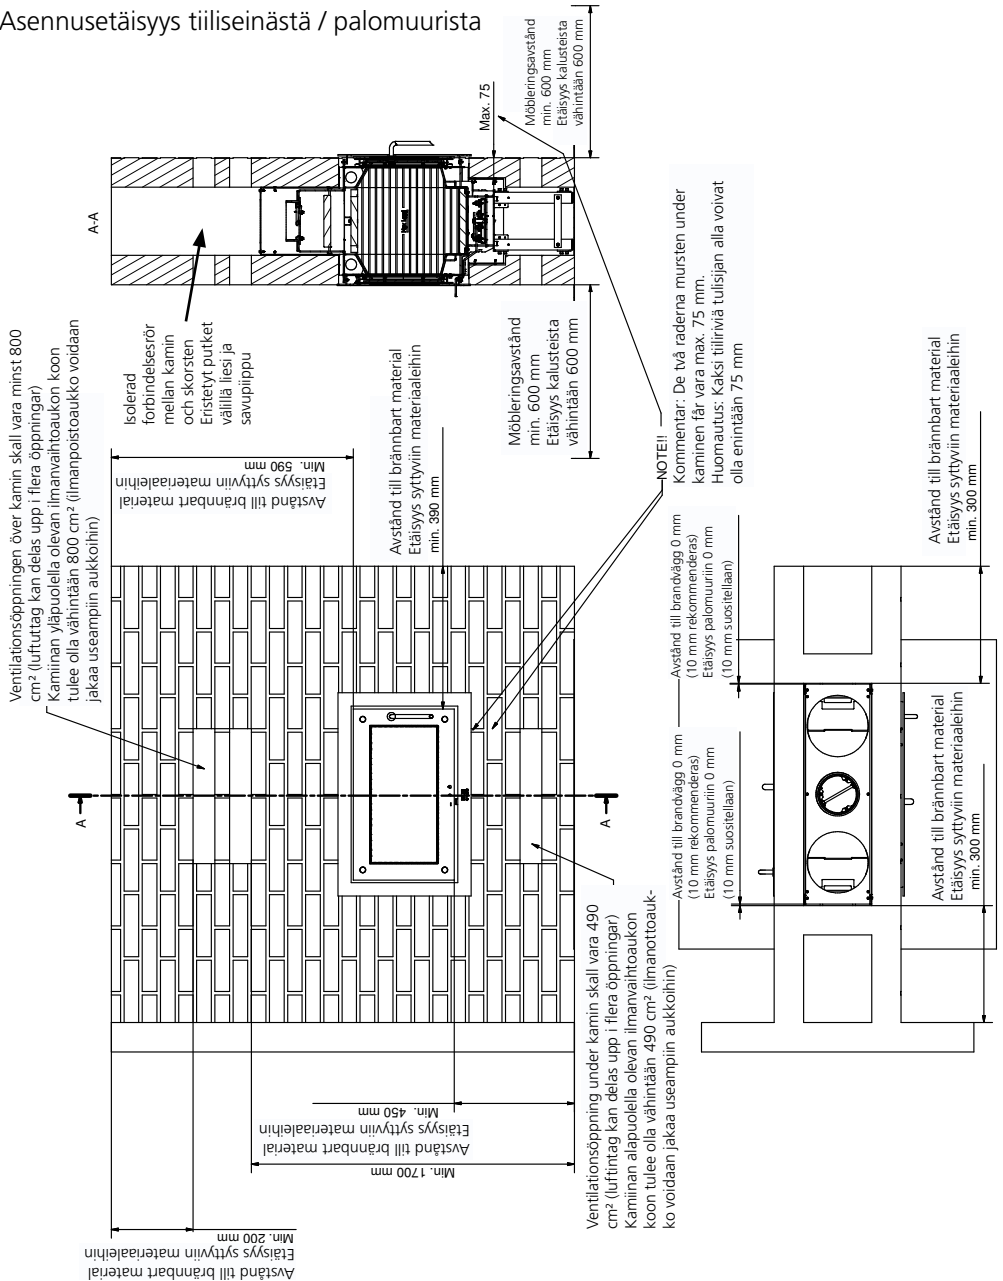 Asennusetäisyys tiiliseinästä / palomuurista
A-A
Isolerad
forbindelsesrör
mellan kamin
och skorsten
Eristetyt putket
välillä liesi ja
savupiippu
Max. 75
Möbleringsavstånd
min. 600 mm
Etäisyys kalusteista
vähintään 600 mm
Möbleringsavstånd
min. 600 mm
Etäisyys kalusteista
vähintään 600 mm
NOTE!!
Kommentar: De två raderna mursten under
kaminen får vara max. 75 mm.
Huomautus: Kaksi tiiliriviä tulisijan alla voivat
olla enintään 75 mm
Ventilationsöppningen över kamin skall vara minst 800
cm² (luftuttag kan delas upp i flera öppningar)
Kamiinan yläpuolella olevan ilmanvaihtoaukon koon
tulee olla vähintään 800 cm² (ilmanpoistoaukko voidaan
jakaa useampiin aukkoihin)
Avstånd till brännbart material
Etäisyys syttyviin materiaaleihin
Min. 590 mm
Avstånd till brännbart material
Etäisyys syttyviin materiaaleihin
min. 390 mm
A
A
Ventilationsöppning under kamin skall vara 490
cm² (luftintag kan delas upp i flera öppningar)
Kamiinan alapuolella olevan ilmanvaihtoaukon
koon tulee olla vähintään 490 cm² (ilmanottoauk-
ko voidaan jakaa useampiin aukkoihin)
Avstånd till brännbart material
Etäisyys syttyviin materiaaleihin
Min. 450 mm
Min. 1700 mm
Avstånd till brännbart material
Etäisyys syttyviin materiaaleihin
Min. 200 mm
Avstånd till brandvägg 0 mm
(10 mm rekommenderas)
Etäisyys palomuuriin 0 mm
(10 mm suositellaan)
Avstånd till brandvägg 0 mm
(10 mm rekommenderas)
Etäisyys palomuuriin 0 mm
(10 mm suositellaan)
Avstånd till brännbart material
Etäisyys syttyviin materiaaleihin
min. 300 mm
Avstånd till brännbart material
Etäisyys syttyviin materiaaleihin
min. 300 mm